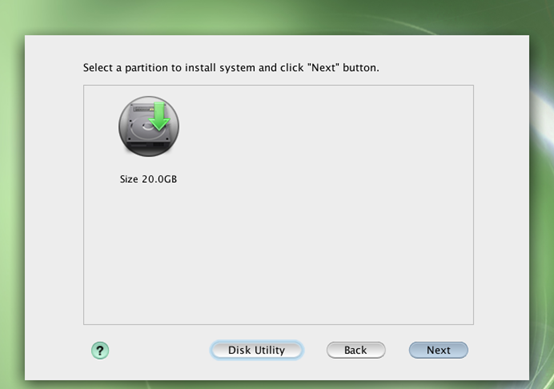 Select a partition to install system and click "Next" button.
Size 20.0GB
?
Disk Utility
Back
Next